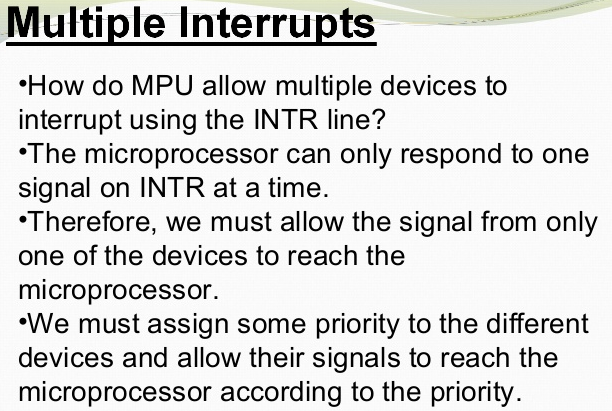 Multiple Interrupts
•How do MPU allow multiple devices to
interrupt using the INTR line?
•The microprocessor can only respond to one
signal on INTR at a time.
•Therefore, we must allow the signal from only
one of the devices to reach the
microprocessor.
•We must assign some priority to the different
devices and allow their signals to reach the
microprocessor according to the priority.